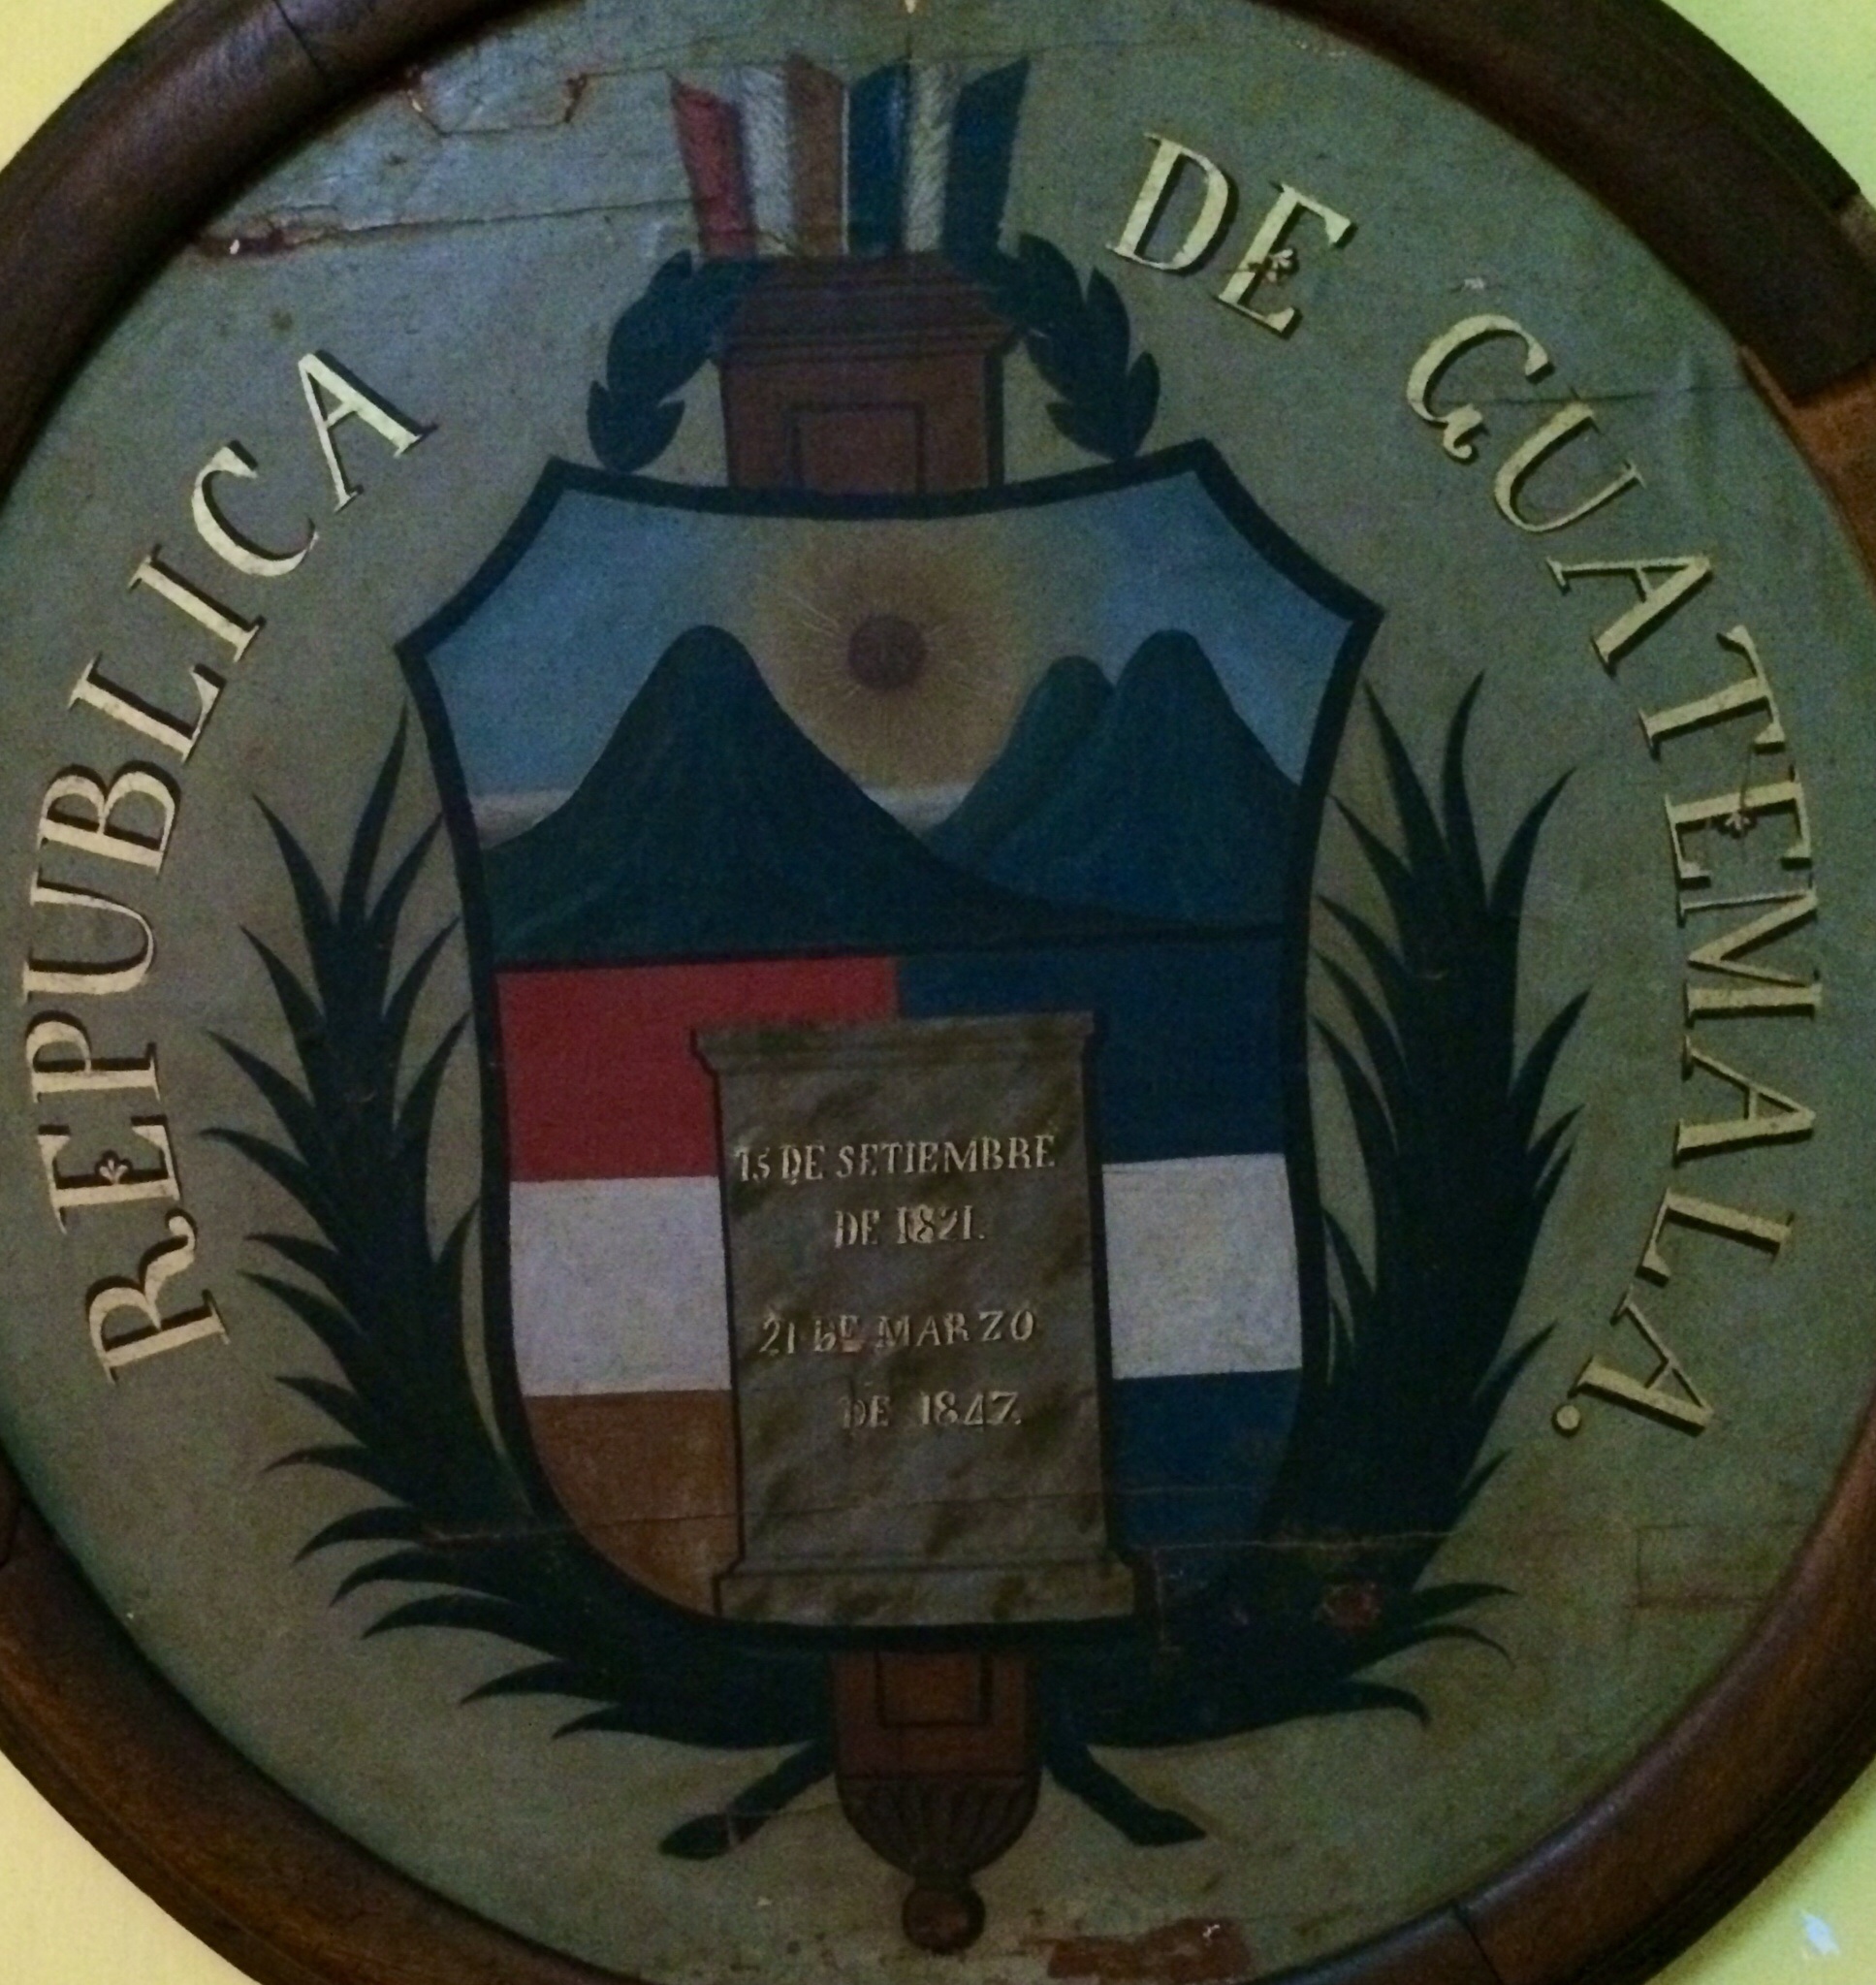 REPUBLICA DE GUATEMALA.
15 DE SETIEMBRE
DE 1821.
21 DE MARZO
DE 1847.